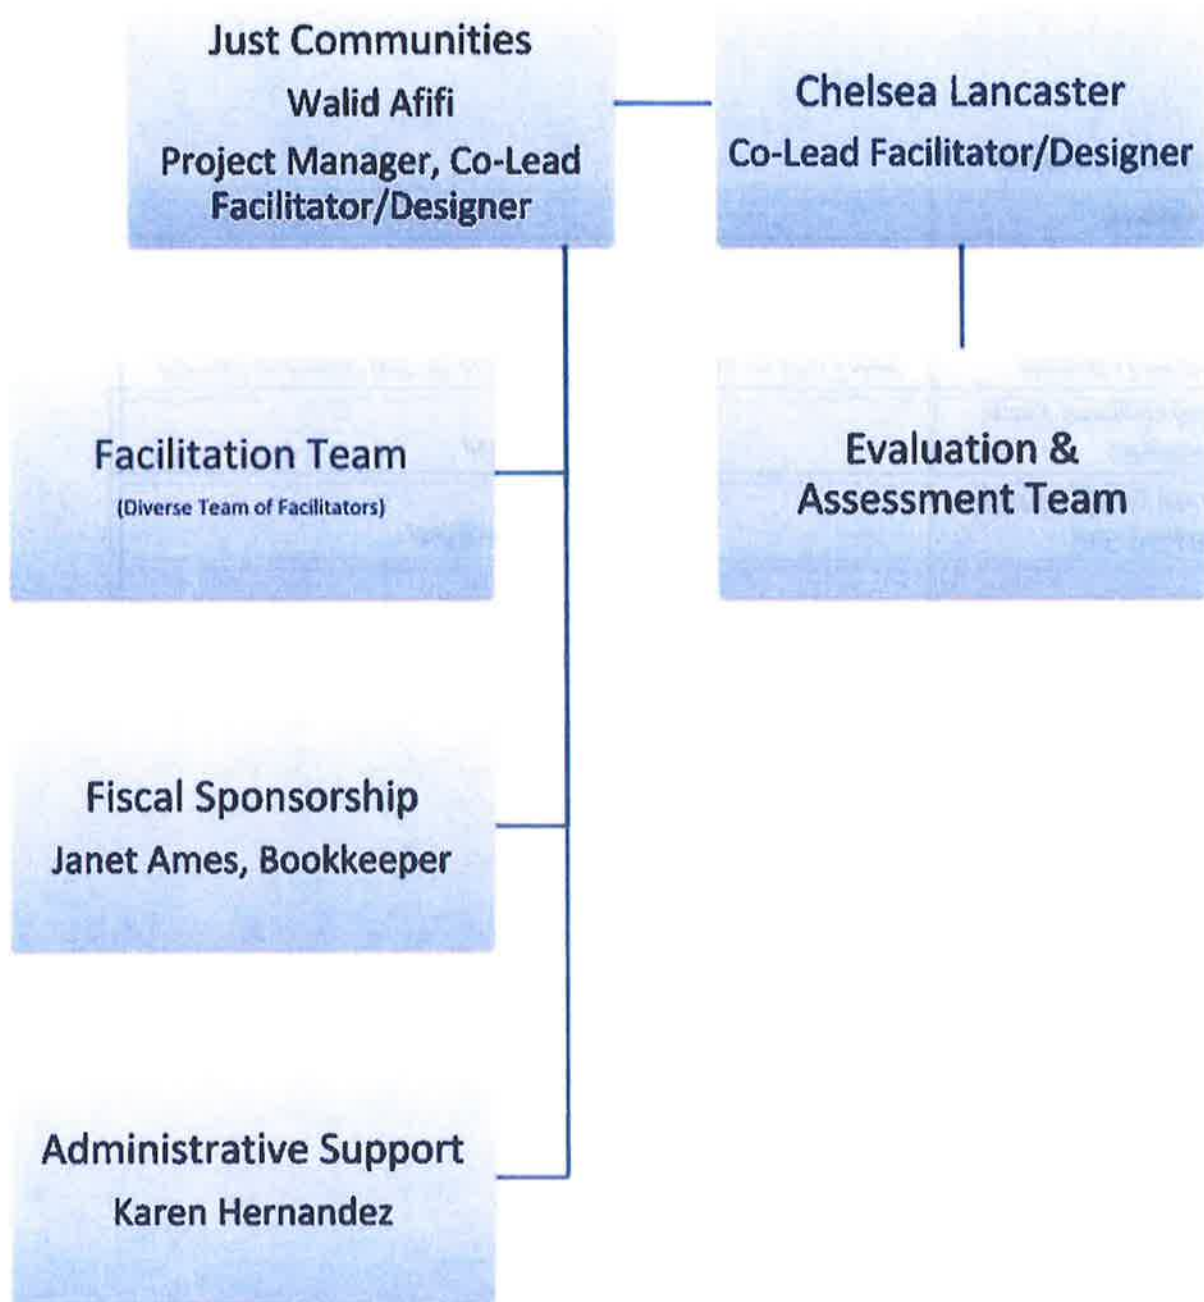 Just Communities
Walid Afifi
Project Manager, Co-Lead
Facilitator/Designer
Chelsea Lancaster
Co-Lead Facilitator/Designer
Facilitation Team
(Diverse Team of Facilitators)
Evaluation &
Assessment Team
Fiscal Sponsorship
Janet Ames, Bookkeeper
Administrative Support
Karen Hernandez